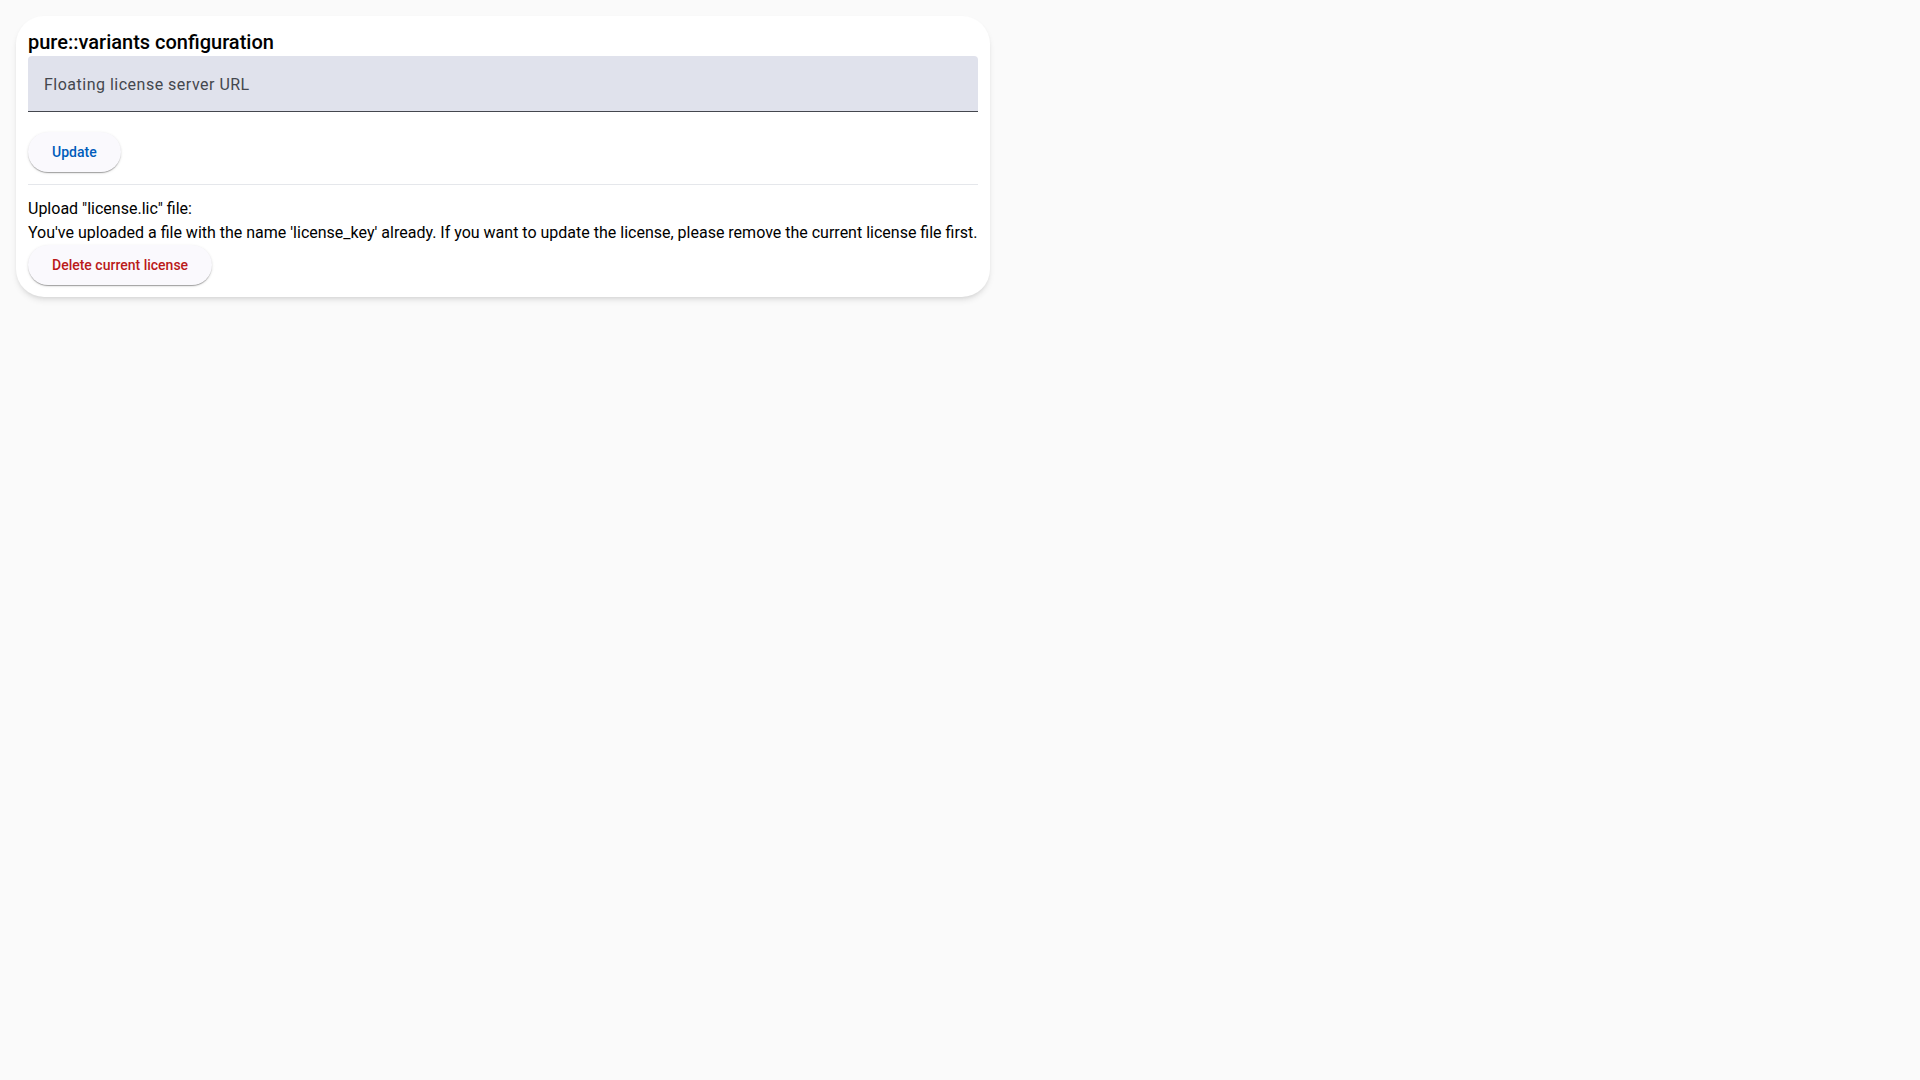 pure::variants configuration
Floating license server URL
Update
Upload "license.lic" file:
You've uploaded a file with the name 'license_key' already. If you want to update the license, please remove the current license file first.
Delete current license